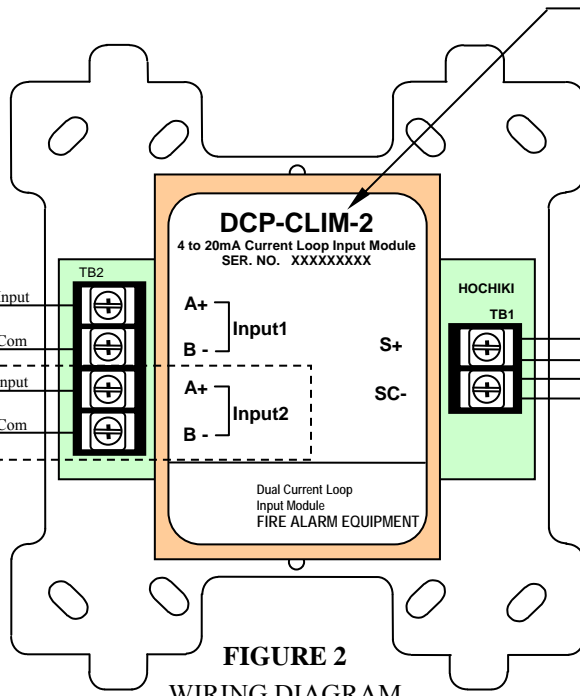 DCP-CLIM-2
4 to 20mA Current Loop Input Module
SER. NO. XXXXXXXXX
TB2
Input
Com
Input
Com
A+
Input1
B -
A+
Input2
B -
S+
SC-
HOCHIKI
TB1
Dual Current Loop
Input Module
FIRE ALARM EQUIPMENT
FIGURE 2
WIRING DIAGRAM